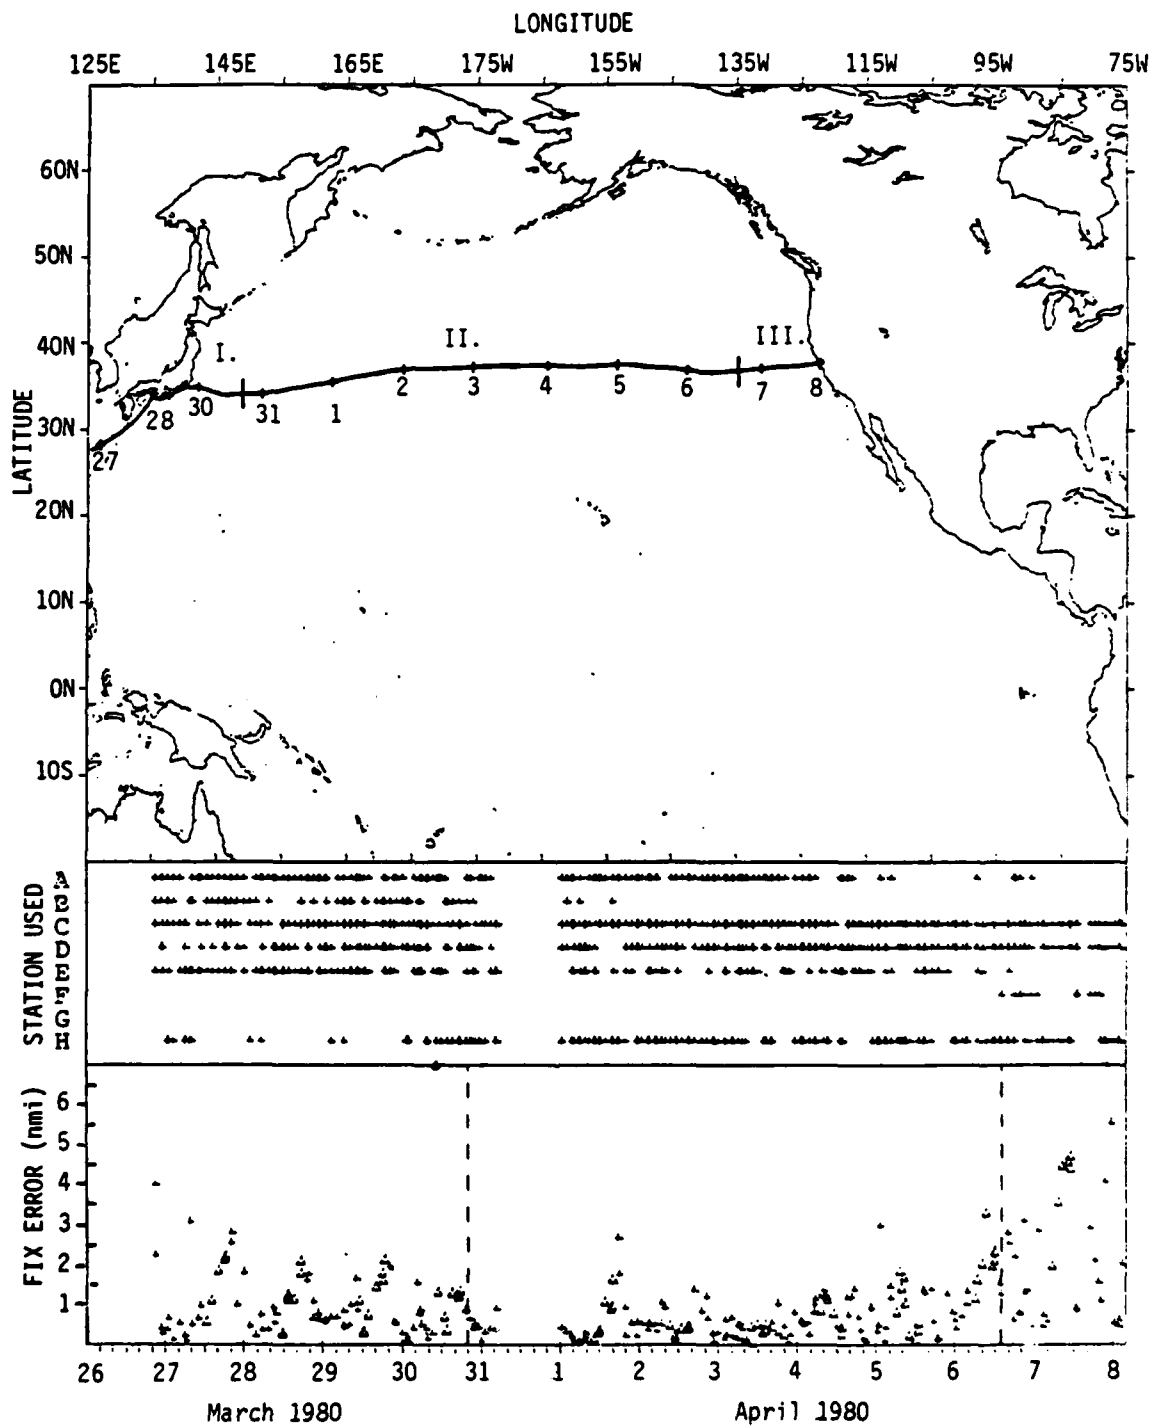 LONGITUDE
125E 145E 165E 175W 155W 135W 115W 95W 75W
60N
50N
40N
30N
20N
10N
0N
10S
LATITUDE
I. II. III.
27 28 30 31 1 2 3 4 5 6 7 8
STATION USED
A
B
C
D
E
F
G
H
FIX ERROR (nmi)
6
5
4
3
2
1
26 27 28 29 30 31 1 2 3 4 5 6 7 8
March 1980 April 1980